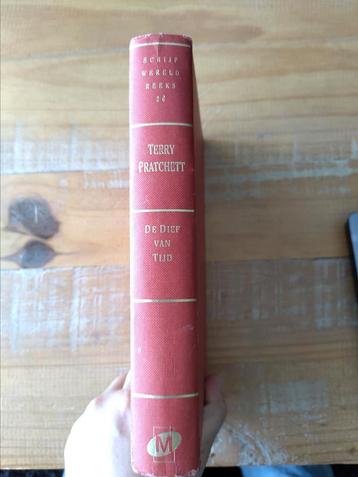 SCHIJF
WERELD
REEKS
26
TERRY
PRATCHETT
DE DIEF
VAN
TIJD
M